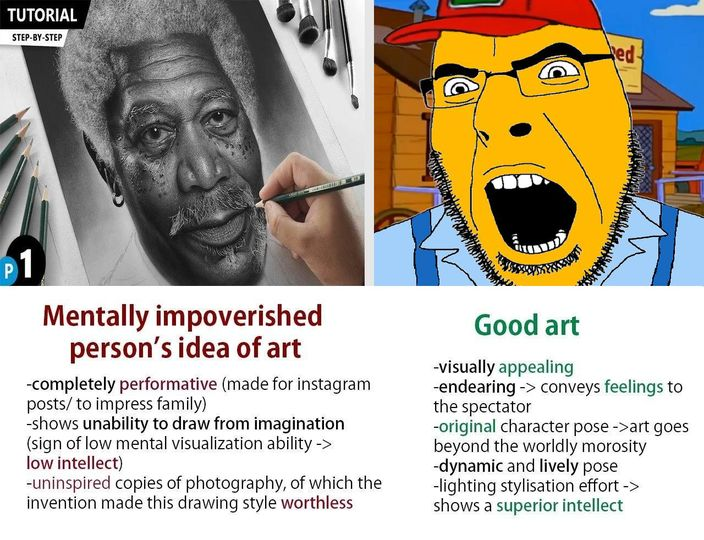 TUTORIAL
STEP-BY-STEP
P 1
ed
Mentally impoverished
person's idea of art
-completely performative (made for instagram
posts/ to impress family)
-shows unability to draw from imagination
(sign of low mental visualization ability ->
low intellect)
-uninspired copies of photography, of which the
invention made this drawing style worthless
Good art
-visually appealing
-endearing -> conveys feelings to
the spectator
-original character pose ->art goes
beyond the worldly morosity
-dynamic and lively pose
-lighting stylisation effort ->
shows a superior intellect